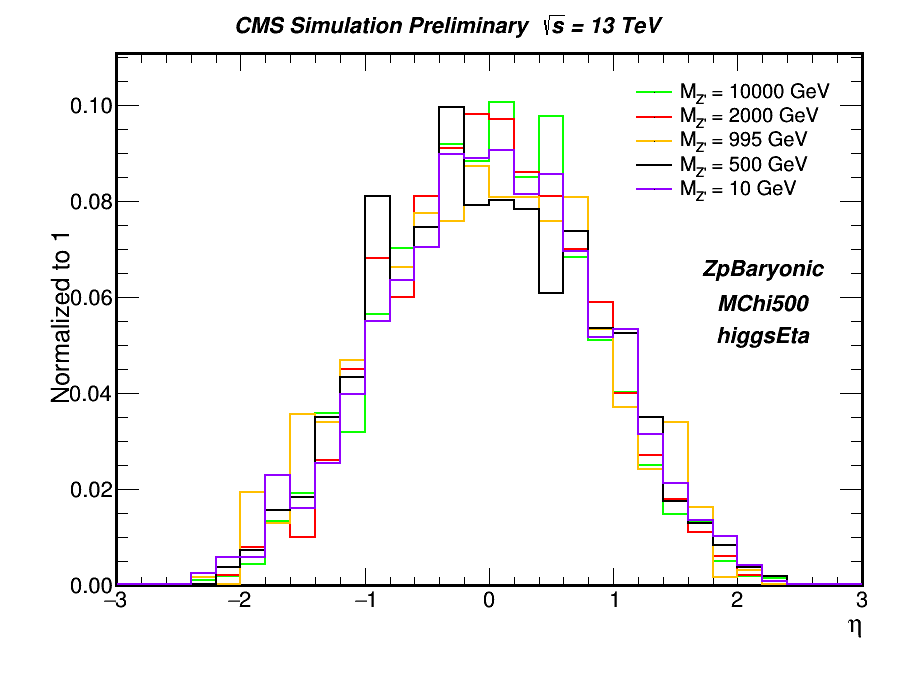 CMS Simulation Preliminary √s = 13 TeV
Normalized to 1
0.10
0.08
0.06
0.04
0.02
0.00
−3 −2 −1 0 1 2 3
η
M_Z' = 10000 GeV
M_Z' = 2000 GeV
M_Z' = 995 GeV
M_Z' = 500 GeV
M_Z' = 10 GeV
ZpBaryonic
MChi500
higgsEta